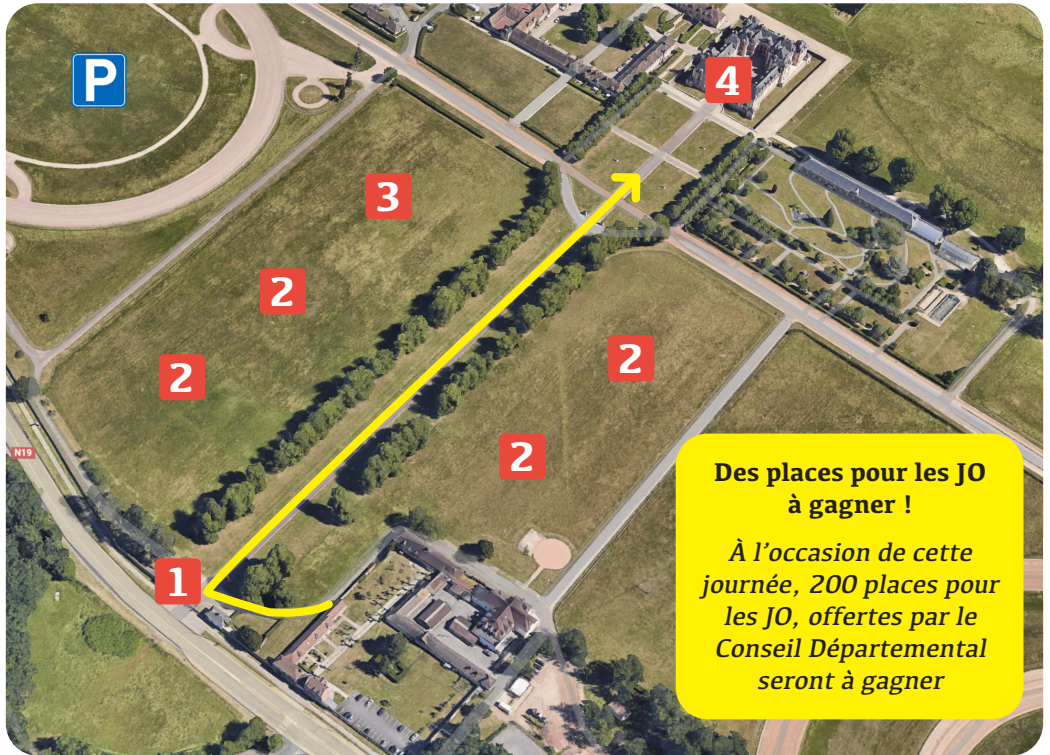 P
4
3
2
2
2
2
N19
1
Des places pour les JO
à gagner !
À l'occasion de cette
journée, 200 places pour
les JO, offertes par le
Conseil Départemental
seront à gagner